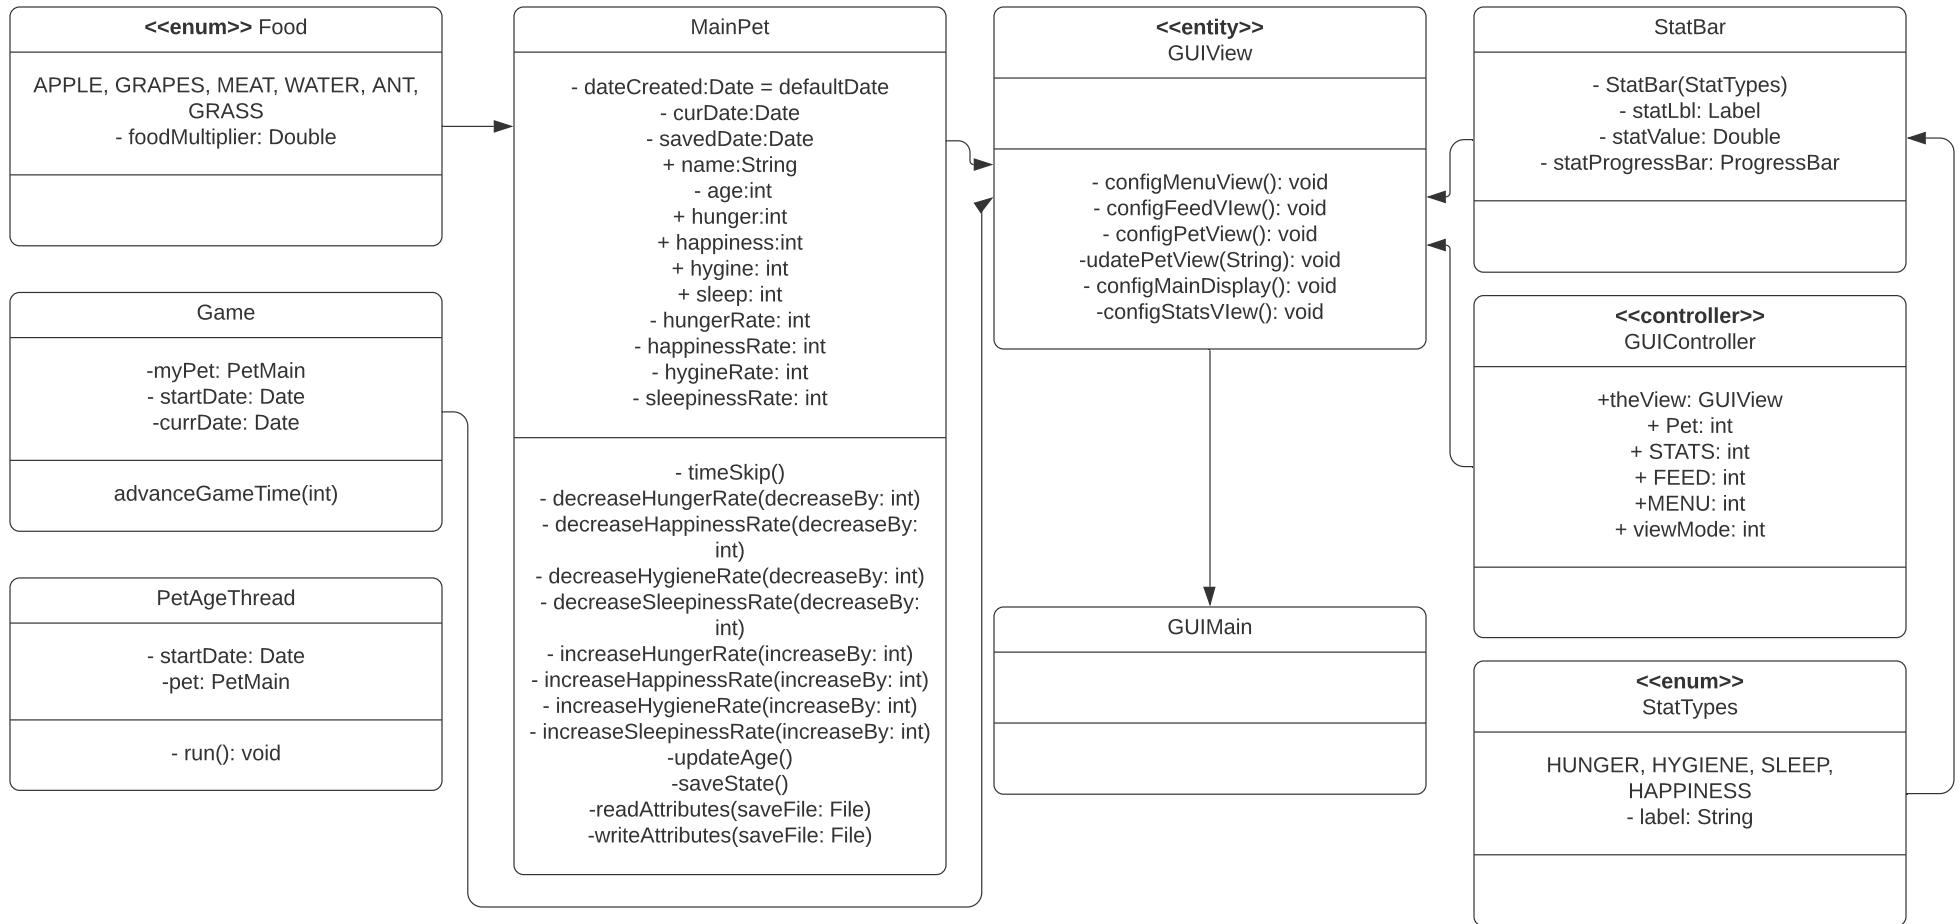 <<enum>> Food
APPLE, GRAPES, MEAT, WATER, ANT,
GRASS
- foodMultiplier: Double
Game
-myPet: PetMain
- startDate: Date
-currDate: Date
advanceGameTime(int)
PetAgeThread
- startDate: Date
-pet: PetMain
- run(): void
MainPet
- dateCreated:Date = defaultDate
- curDate:Date
- savedDate:Date
+ name:String
- age:int
+ hunger:int
+ happiness:int
+ hygine: int
+ sleep: int
- hungerRate: int
- happinessRate: int
- hygineRate: int
- sleepinessRate: int
- timeSkip()
- decreaseHungerRate(decreaseBy: int)
- decreaseHappinessRate(decreaseBy:
int)
- decreaseHygieneRate(decreaseBy: int)
- decreaseSleepinessRate(decreaseBy:
int)
- increaseHungerRate(increaseBy: int)
- increaseHappinessRate(increaseBy: int)
- increaseHygieneRate(increaseBy: int)
- increaseSleepinessRate(increaseBy: int)
-updateAge()
-saveState()
-readAttributes(saveFile: File)
-writeAttributes(saveFile: File)
<<entity>>
GUIView
- configMenuView(): void
- configFeedVIew(): void
- configPetView(): void
-udatePetView(String): void
- configMainDisplay(): void
-configStatsVIew(): void
GUIMain
StatBar
- StatBar(StatTypes)
- statLbl: Label
- statValue: Double
- statProgressBar: ProgressBar
<<controller>>
GUIController
+theView: GUIView
+ Pet: int
+ STATS: int
+ FEED: int
+MENU: int
+ viewMode: int
<<enum>>
StatTypes
HUNGER, HYGIENE, SLEEP,
HAPPINESS
- label: String